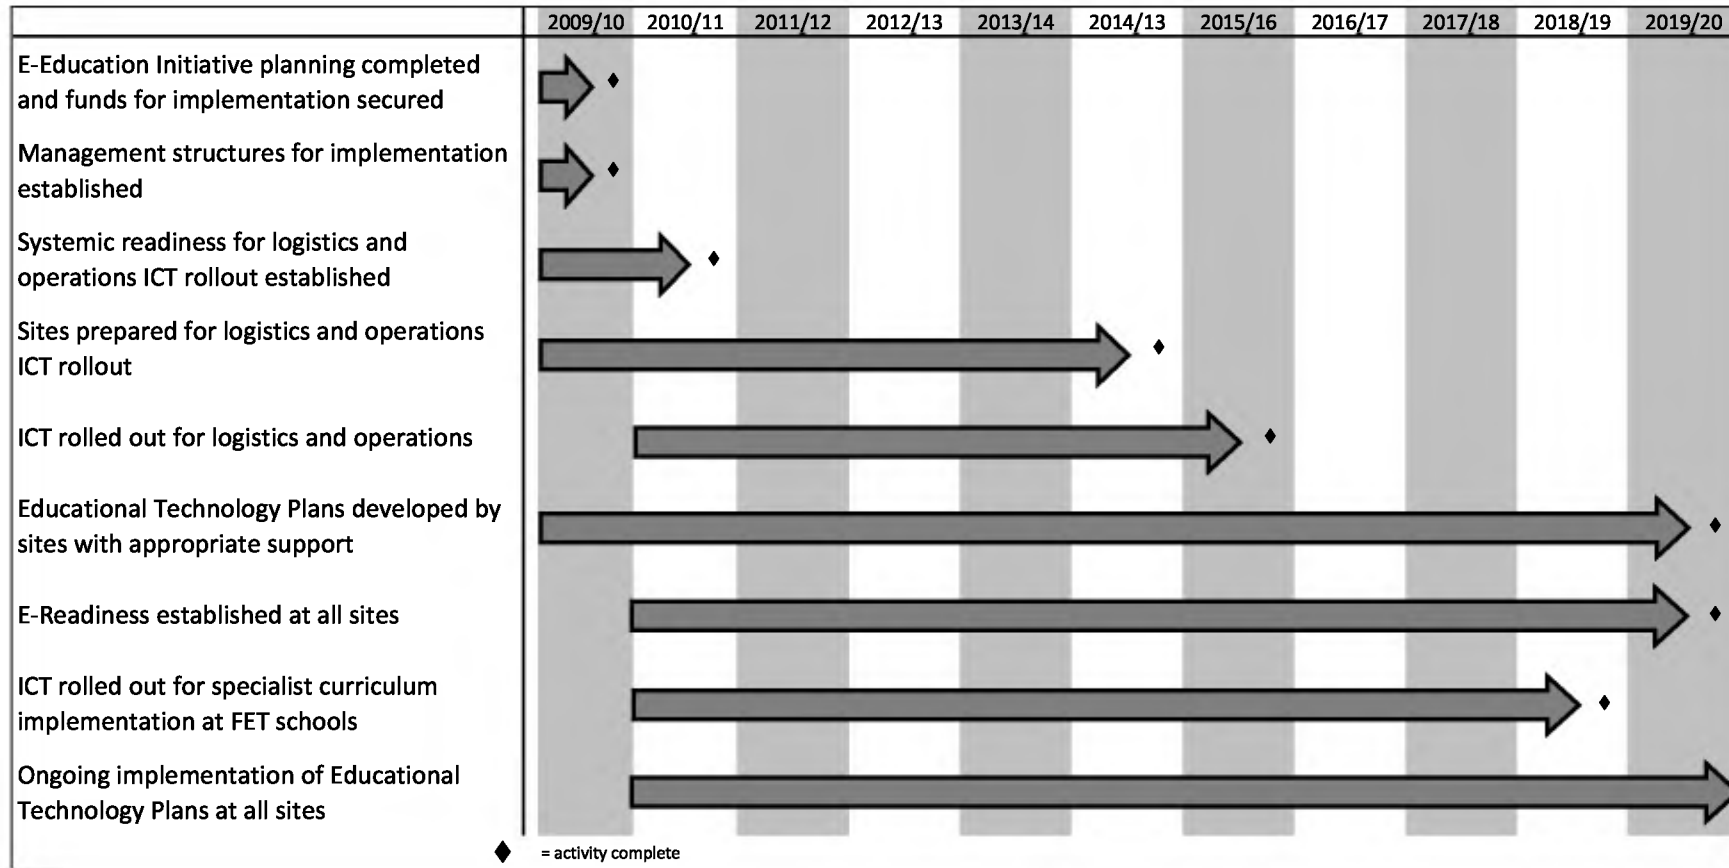 2009/10 2010/11 2011/12 2012/13 2013/14 2014/13 2015/16 2016/17 2017/18 2018/19 2019/20
E-Education Initiative planning completed
and funds for implementation secured
Management structures for implementation
established
Systemic readiness for logistics and
operations ICT rollout established
Sites prepared for logistics and operations
ICT rollout
ICT rolled out for logistics and operations
Educational Technology Plans developed by
sites with appropriate support
E-Readiness established at all sites
ICT rolled out for specialist curriculum
implementation at FET schools
Ongoing implementation of Educational
Technology Plans at all sites
= activity complete